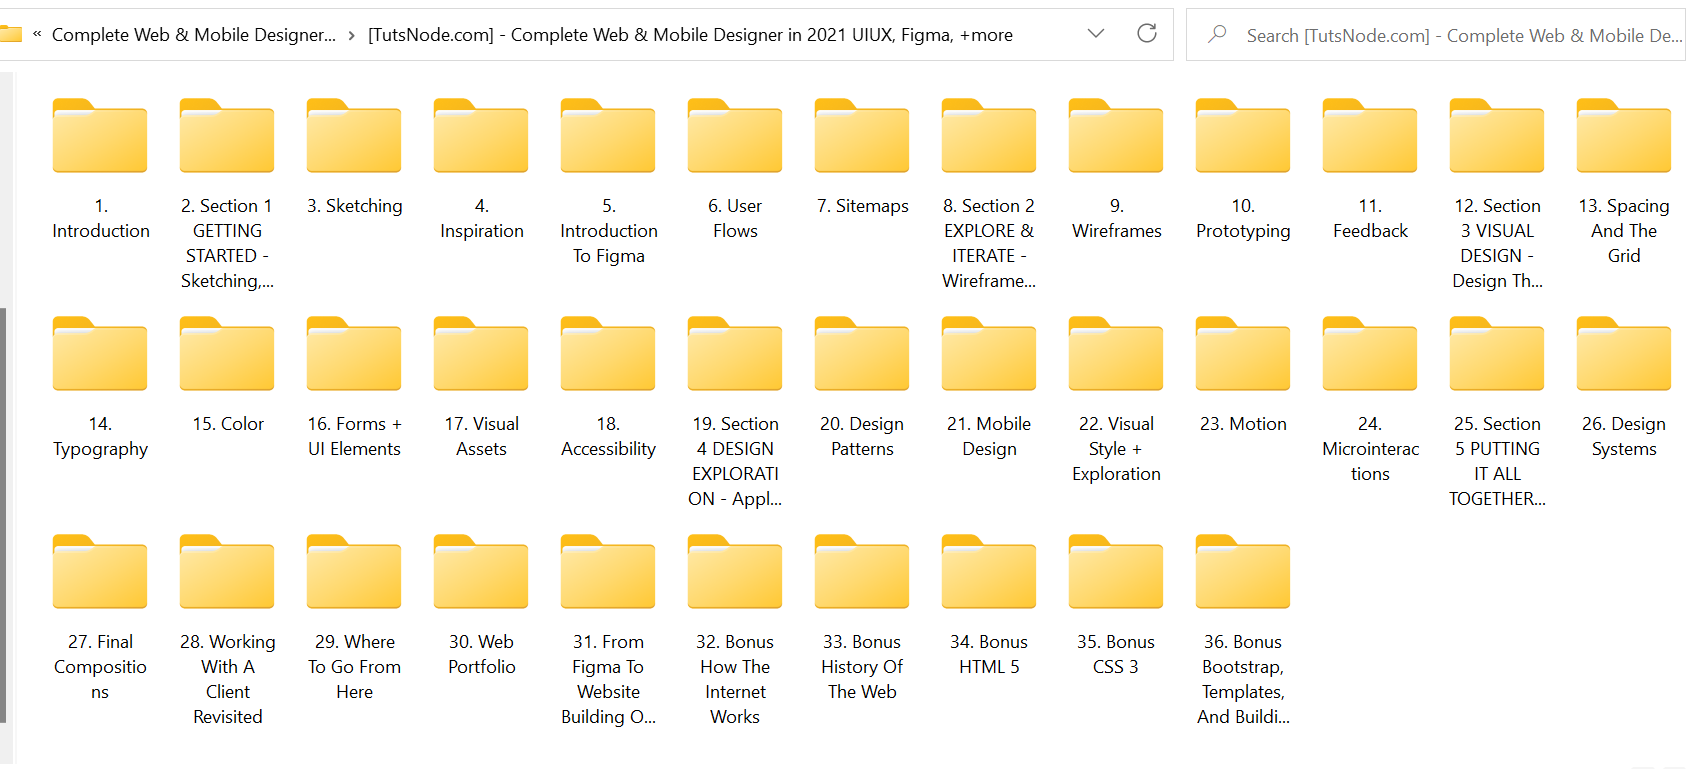 « Complete Web & Mobile Designer... › [TutsNode.com] - Complete Web & Mobile Designer in 2021 UIUX, Figma, +more
Search [TutsNode.com] - Complete Web & Mobile De...
1.
Introduction
2. Section 1
GETTING
STARTED -
Sketching,...
3. Sketching
4.
Inspiration
5.
Introduction
To Figma
6. User
Flows
7. Sitemaps
8. Section 2
EXPLORE &
ITERATE -
Wireframe...
9.
Wireframes
10.
Prototyping
11.
Feedback
12. Section
3 VISUAL
DESIGN -
Design Th...
13. Spacing
And The
Grid
14.
Typography
15. Color
16. Forms +
UI Elements
17. Visual
Assets
18.
Accessibility
19. Section
4 DESIGN
EXPLORATI
ON - Appl...
20. Design
Patterns
21. Mobile
Design
22. Visual
Style +
Exploration
23. Motion
24.
Microinterac
tions
25. Section
5 PUTTING
IT ALL
TOGETHER...
26. Design
Systems
27. Final
Compositio
ns
28. Working
With A
Client
Revisited
29. Where
To Go From
Here
30. Web
Portfolio
31. From
Figma To
Website
Building O...
32. Bonus
How The
Internet
Works
33. Bonus
History Of
The Web
34. Bonus
HTML 5
35. Bonus
CSS 3
36. Bonus
Bootstrap,
Templates,
And Buildi...